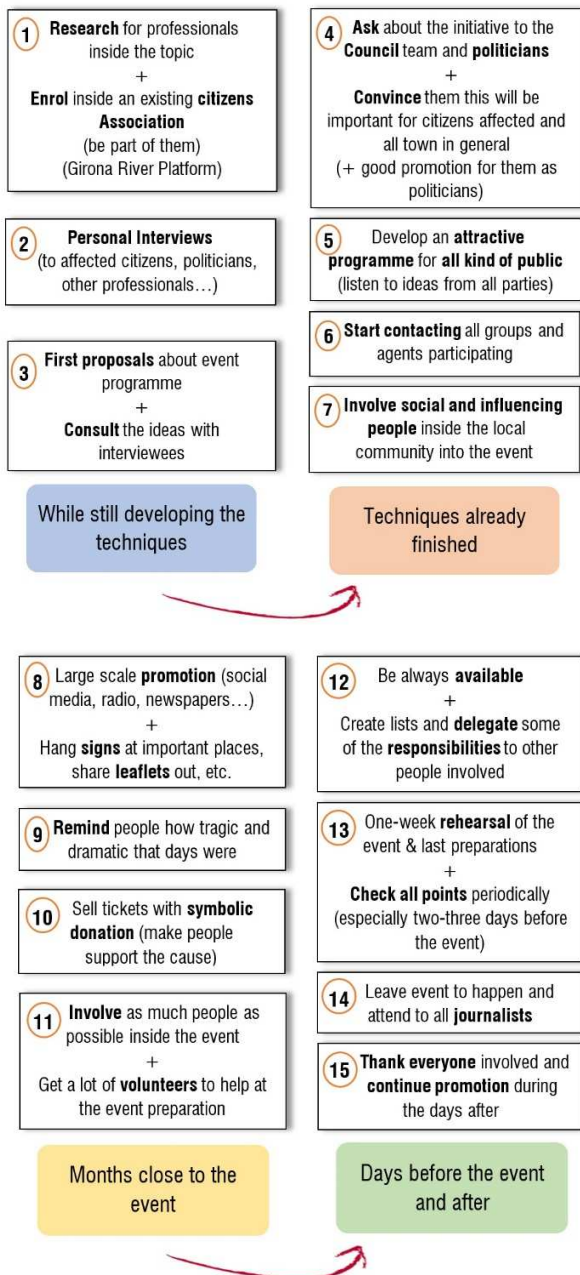 1 Research for professionals
inside the topic
+
Enrol inside an existing citizens
Association
(be part of them)
(Girona River Platform)
2 Personal Interviews
(to affected citizens, politicians,
other professionals...)
3 First proposals about event
programme
+
Consult the ideas with
interviewees
While still developing the
techniques
4 Ask about the initiative to the
Council team and politicians
+
Convince them this will be
important for citizens affected and
all town in general
(+ good promotion for them as
politicians)
5 Develop an attractive
programme for all kind of public
(listen to ideas from all parties)
6 Start contacting all groups and
agents participating
7 Involve social and influencing
people inside the local
community into the event
Techniques already
finished
8 Large scale promotion (social
media, radio, newspapers...)
+
Hang signs at important places,
share leaflets out, etc.
9 Remind people how tragic and
dramatic that days were
10 Sell tickets with symbolic
donation (make people
support the cause)
11 Involve as much people as
possible inside the event
+
Get a lot of volunteers to help at
the event preparation
Months close to the
event
12 Be always available
+
Create lists and delegate some
of the responsibilities to other
people involved
13 One-week rehearsal of the
event & last preparations
+
Check all points periodically
(especially two-three days before
the event)
14 Leave event to happen and
attend to all journalists
15 Thank everyone involved and
continue promotion during
the days after
Days before the event
and after